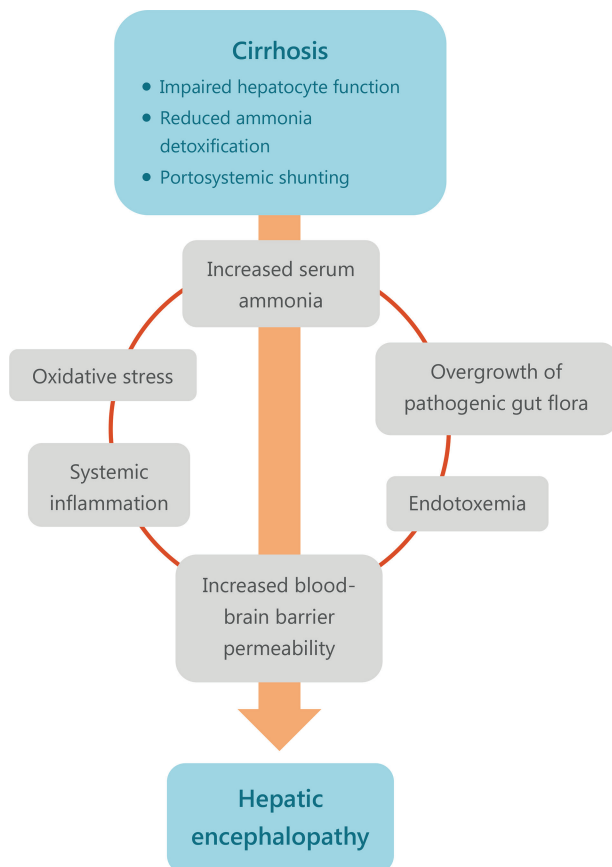 Cirrhosis
• Impaired hepatocyte function
• Reduced ammonia
detoxification
• Portosystemic shunting
Increased serum
ammonia
Oxidative stress
Overgrowth of
pathogenic gut flora
Systemic
inflammation
Endotoxemia
Increased blood-
brain barrier
permeability
Hepatic
encephalopathy